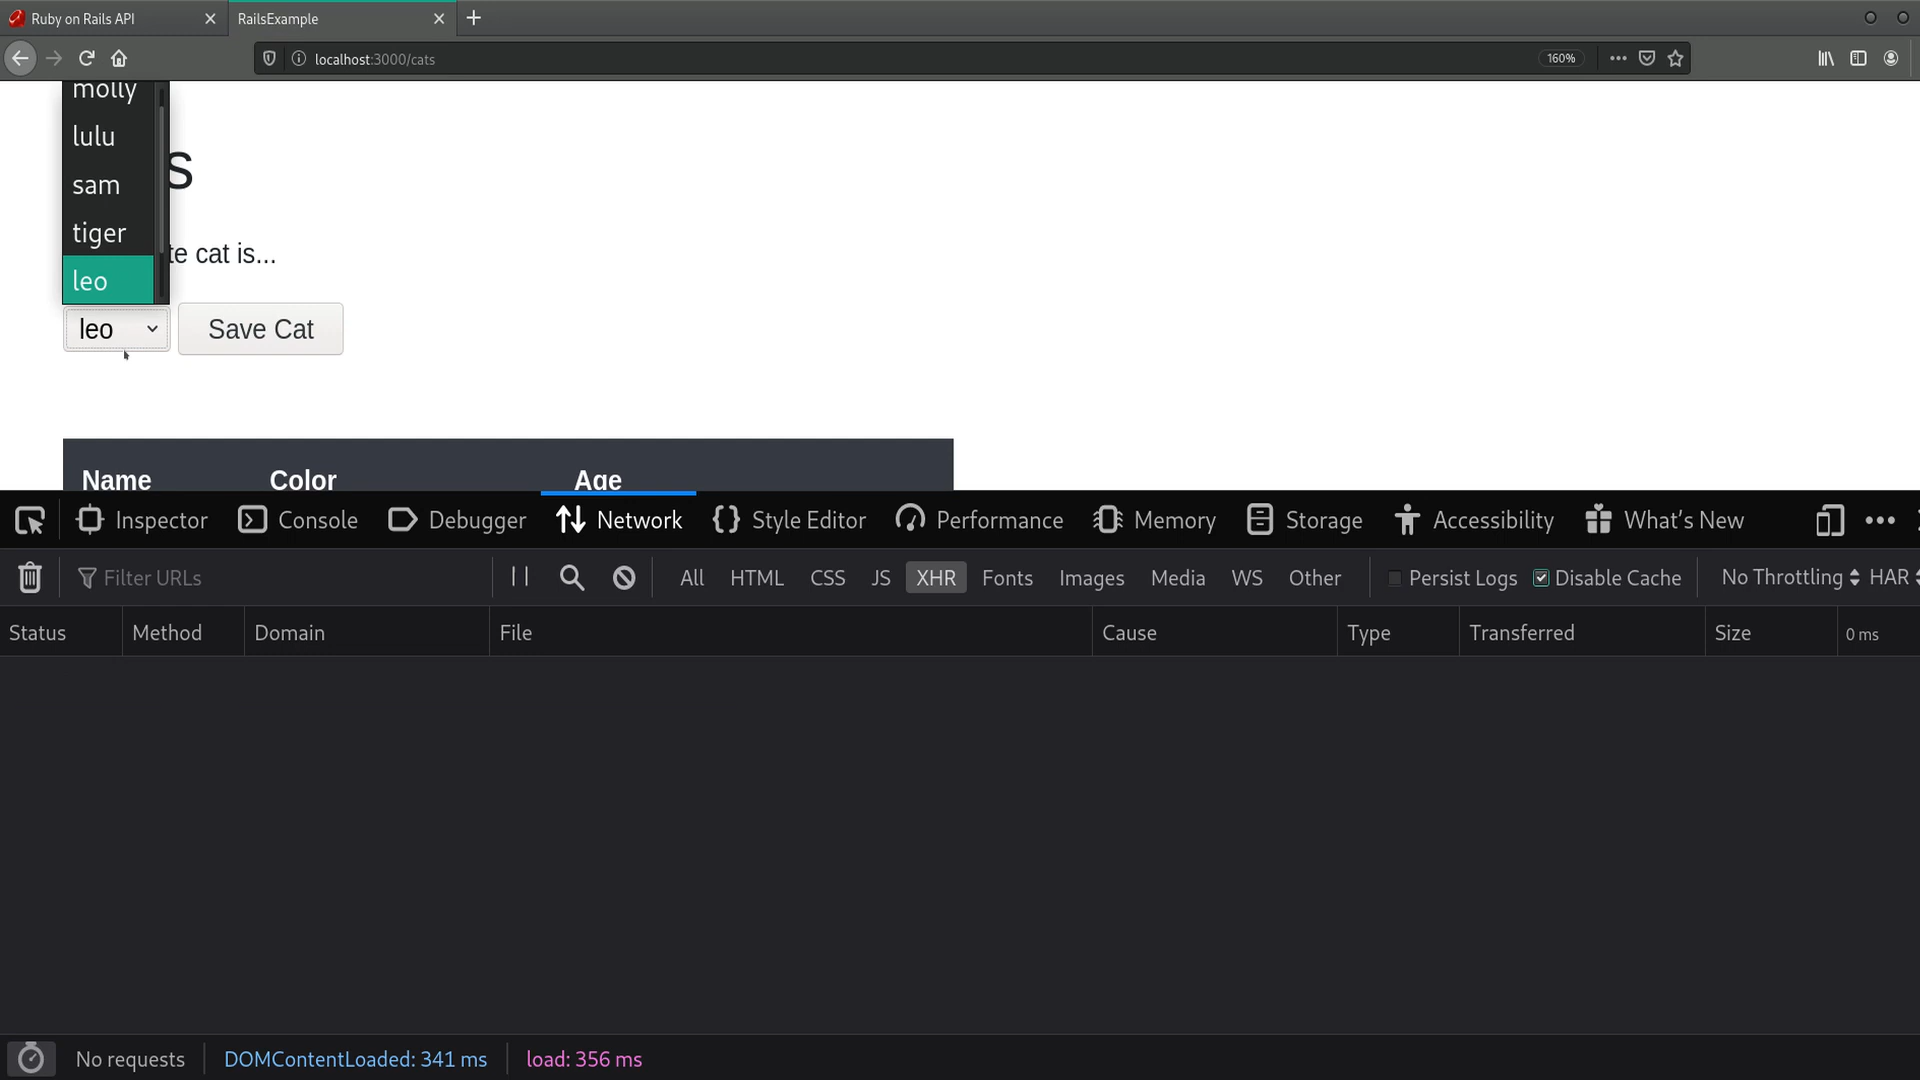 Ruby on Rails API
RailsExample
localhost:3000/cats
160%
molly
lulu
s
sam
tiger
te cat is...
leo
leo
Save Cat
Name Color Age
Inspector Console Debugger Network Style Editor Performance Memory Storage Accessibility What's New
Filter URLs All HTML CSS JS XHR Fonts Images Media WS Other Persist Logs Disable Cache No Throttling HAR
Status Method Domain File Cause Type Transferred Size 0 ms
No requests DOMContentLoaded: 341 ms load: 356 ms